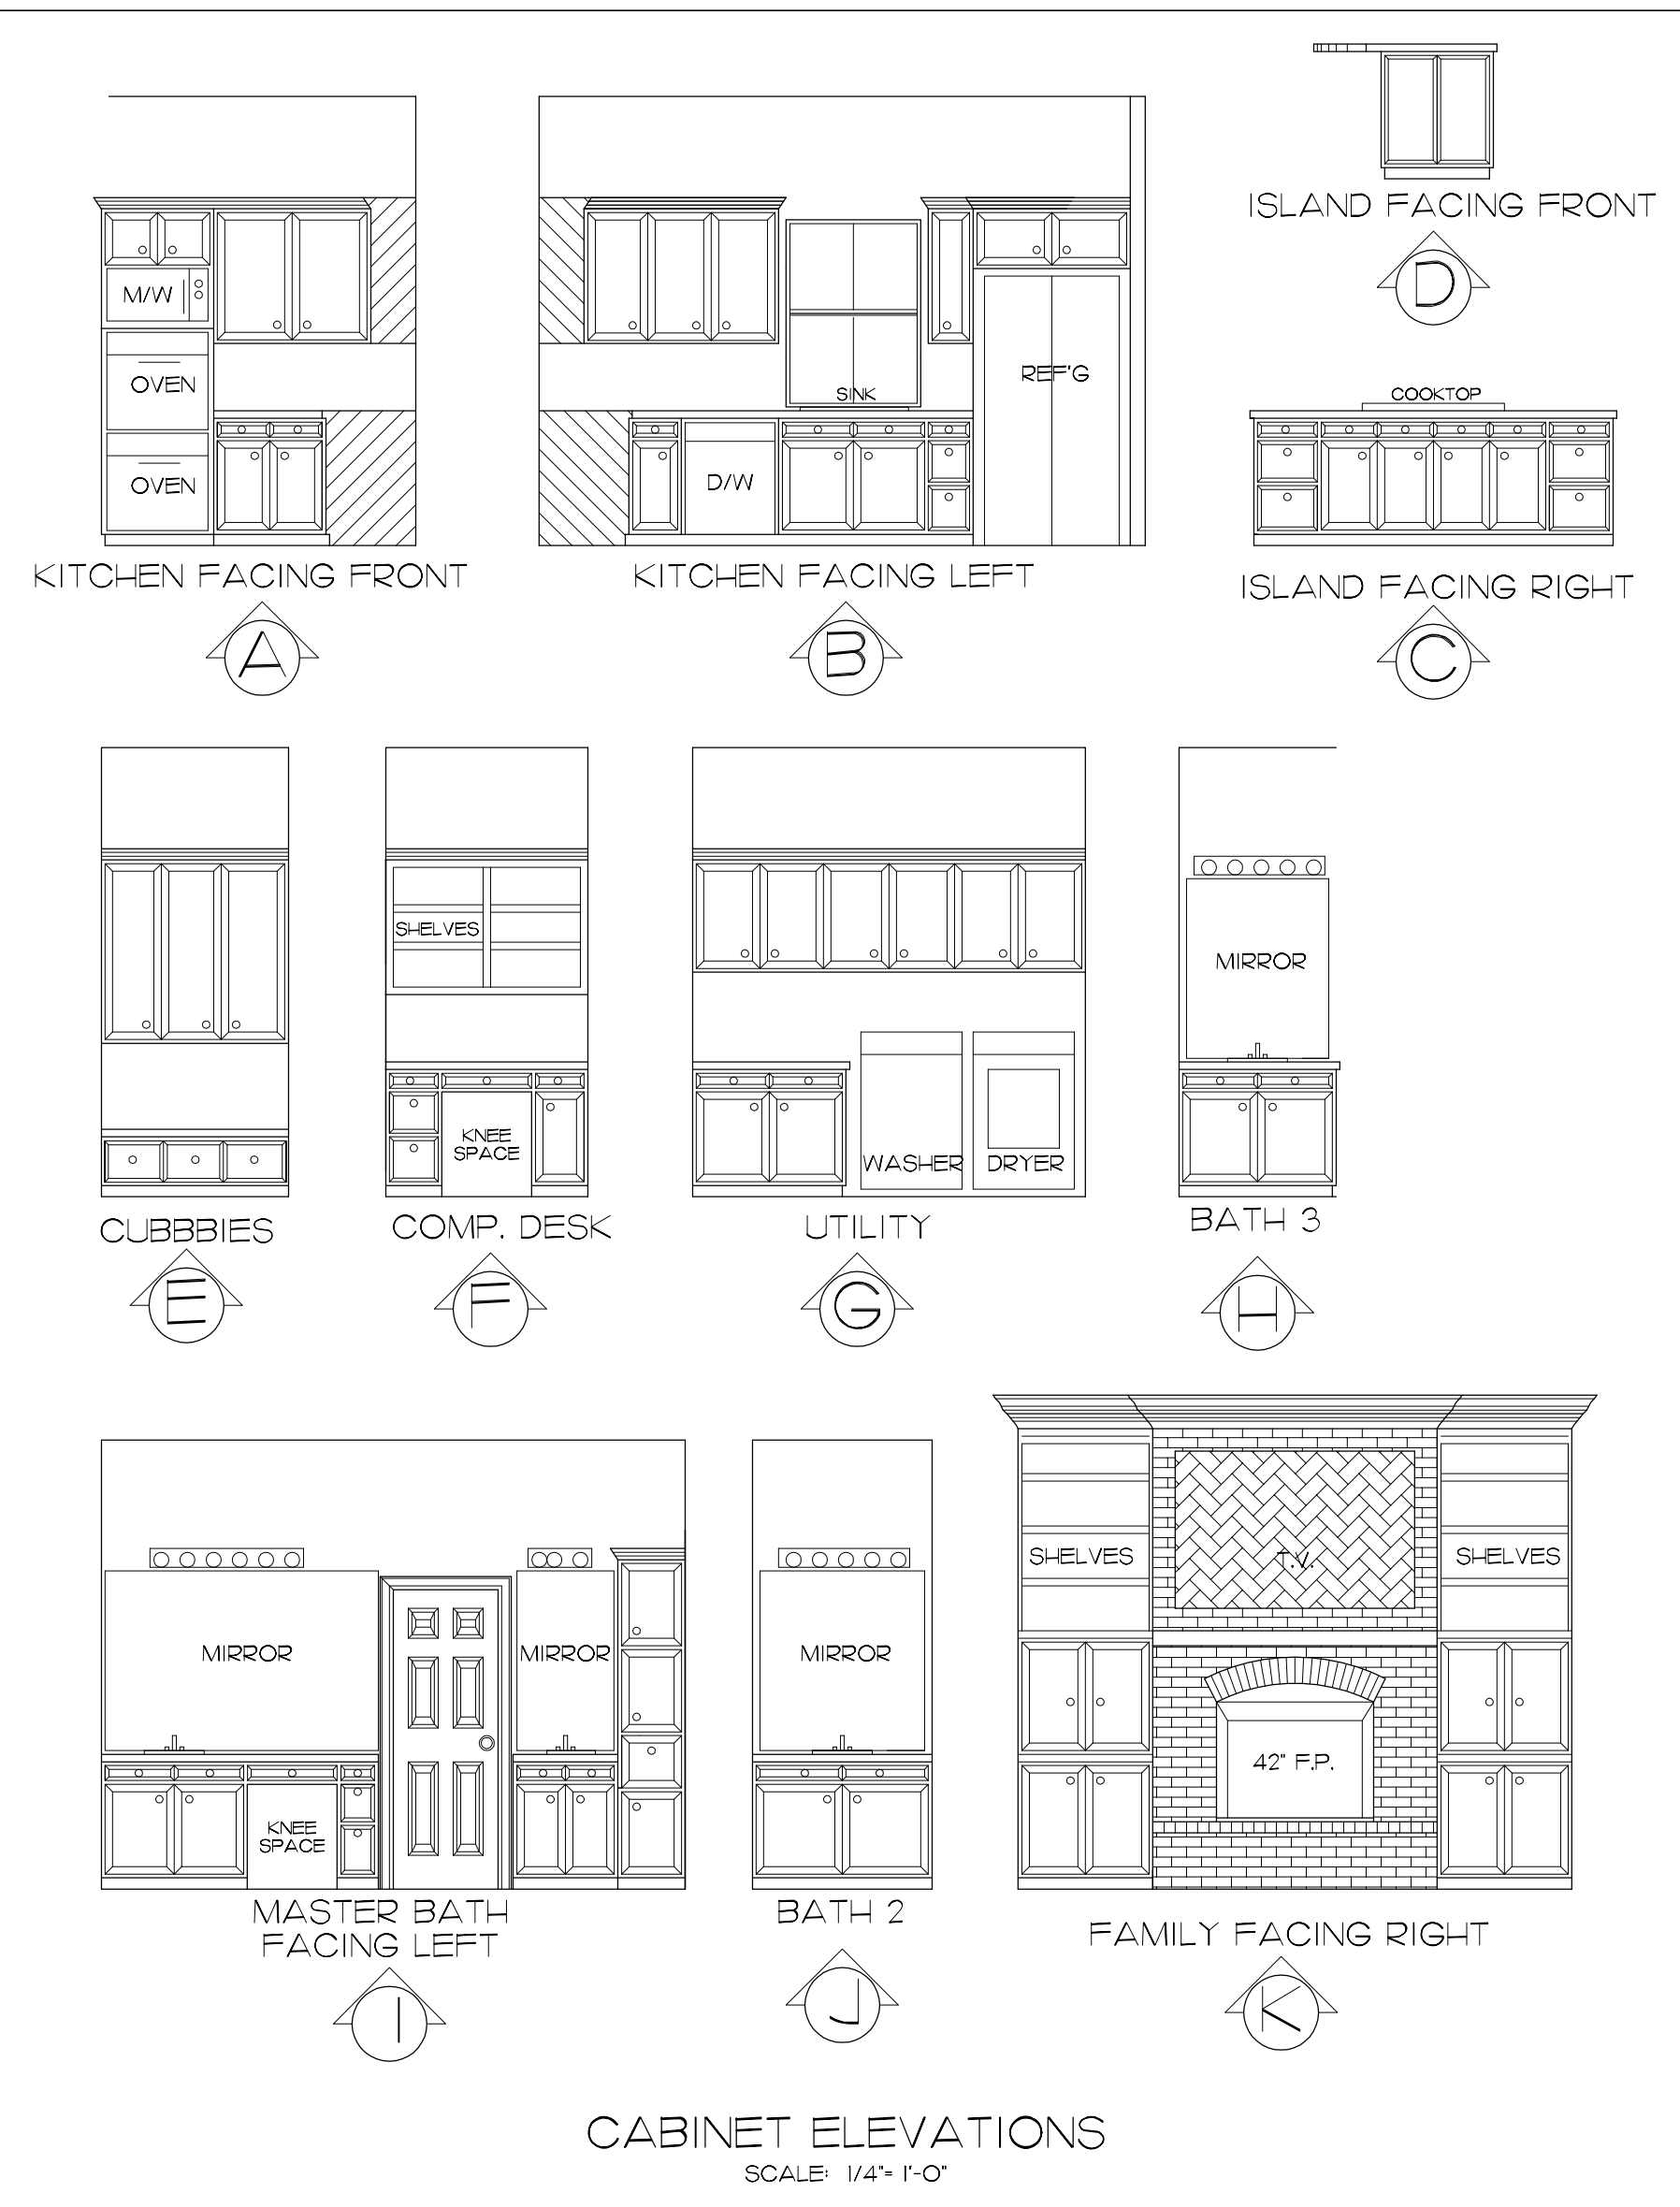 ISLAND FACING FRONT
D
M/W
OVEN
OVEN
KITCHEN FACING FRONT
A
SINK
REF'G
D/W
KITCHEN FACING LEFT
B
COOKTOP
ISLAND FACING RIGHT
C
CUBBBIES
E
SHELVES
KNEE
SPACE
COMP. DESK
F
WASHER
DRYER
UTILITY
G
MIRROR
BATH 3
H
MIRROR
MIRROR
KNEE
SPACE
MASTER BATH
FACING LEFT
I
MIRROR
BATH 2
J
SHELVES
T.V.
SHELVES
42" F.P.
FAMILY FACING RIGHT
K
CABINET ELEVATIONS
SCALE: 1/4"= 1'-0"